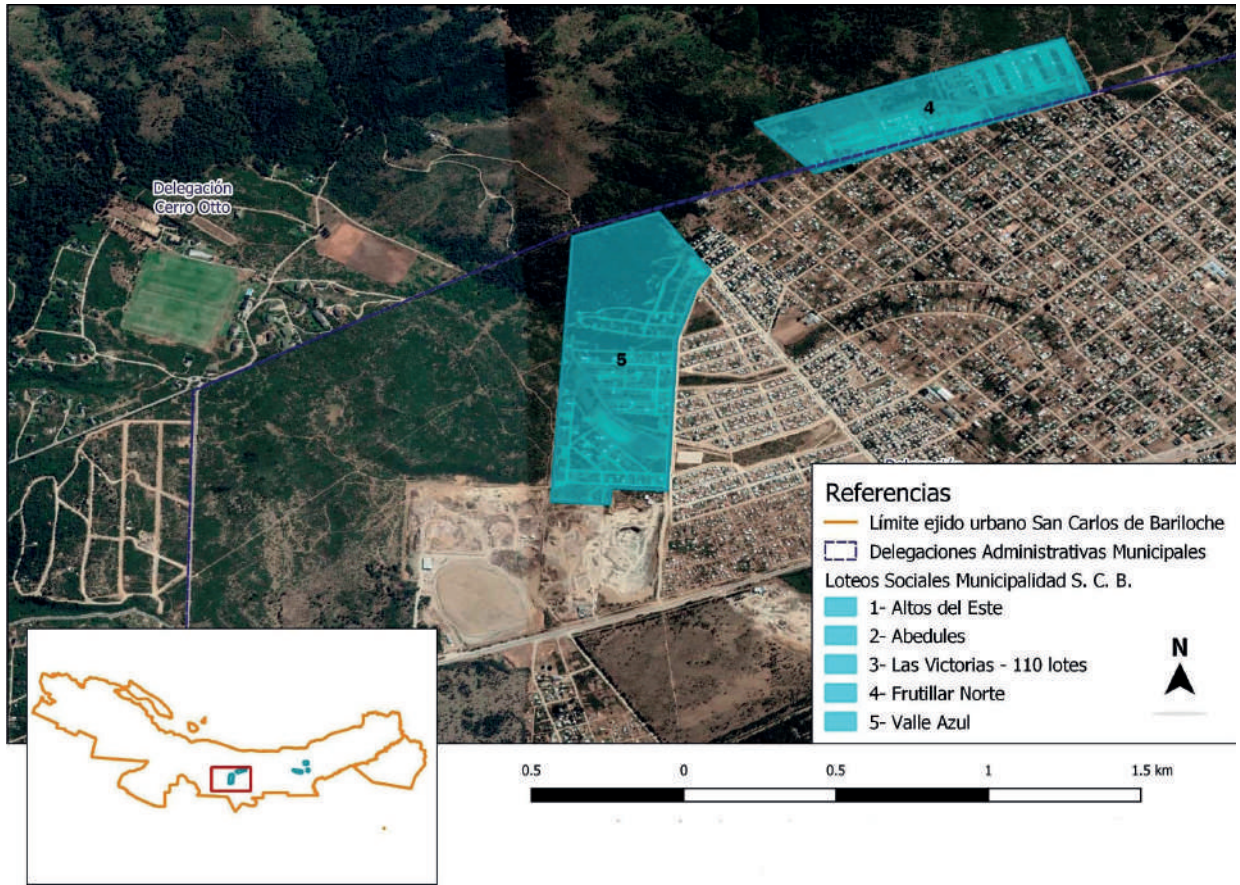 4
Delegación
Cerro Otto
5
Referencias
Límite ejido urbano San Carlos de Bariloche
Delegaciones Administrativas Municipales
Loteos Sociales Municipalidad S. C. B.
1- Altos del Este
2- Abedules
3- Las Victorias - 110 lotes
4- Frutillar Norte
5- Valle Azul
N
0.5 0 0.5 1 1.5 km